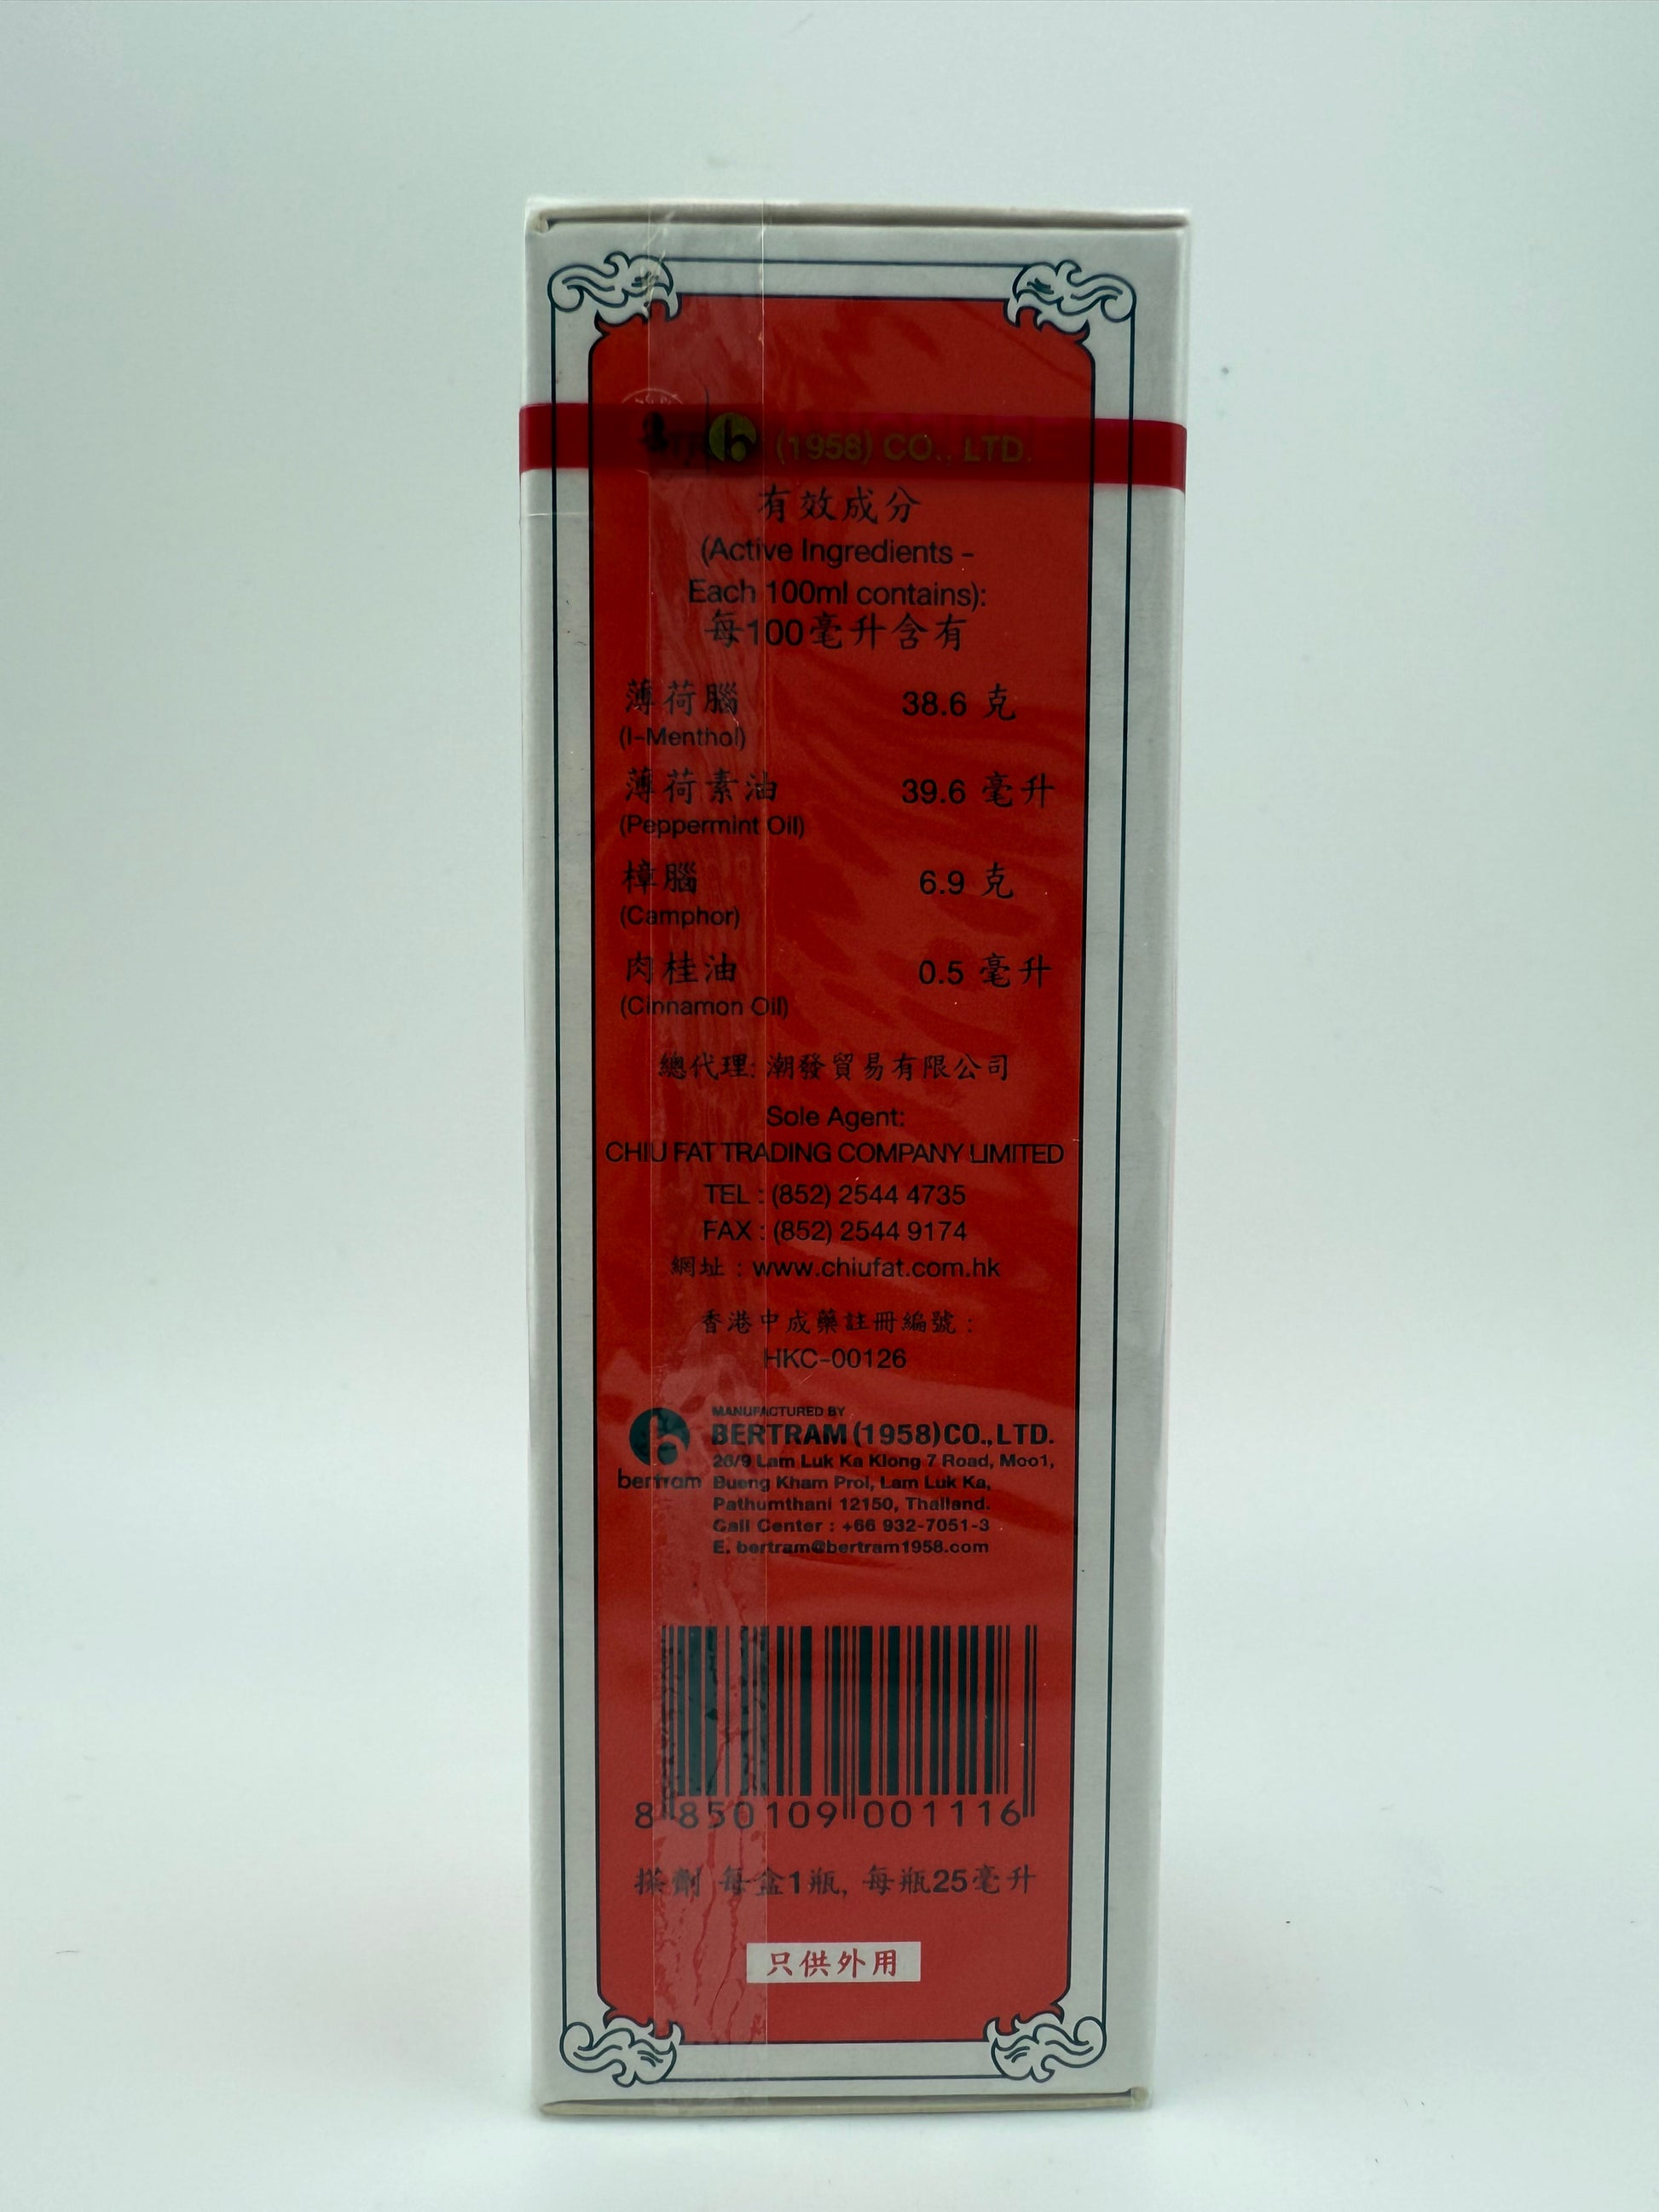 (1958) CO., LTD.
有效成分
(Active Ingredients -
Each 100ml contains):
每100毫升含有
薄荷腦 38.6 克
(l-Menthol)
薄荷素油 39.6 毫升
(Peppermint Oil)
樟腦 6.9 克
(Camphor)
肉桂油 0.5 毫升
(Cinnamon Oil)
總代理: 潮發貿易有限公司
Sole Agent:
CHIU FAT TRADING COMPANY LIMITED
TEL : (852) 2544 4735
FAX : (852) 2544 9174
網址 : www.chiufat.com.hk
香港中成藥註冊編號 :
HKC-00126
bertram
MANUFACTURED BY
BERTRAM (1958) CO., LTD.
26/9 Lam Luk Ka Klong 7 Road, Moo1,
Bueng Kham Proi, Lam Luk Ka,
Pathumthani 12150, Thailand.
Call Center : +66 932-7051-3
E. bertram@bertram1958.com
8 850109 001116
搽劑 每盒1瓶, 每瓶25毫升
只供外用